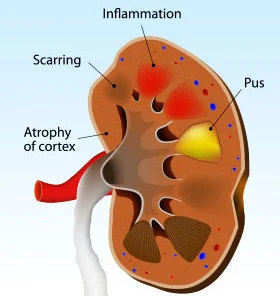 Inflammation
Scarring
Pus
Atrophy
of cortex